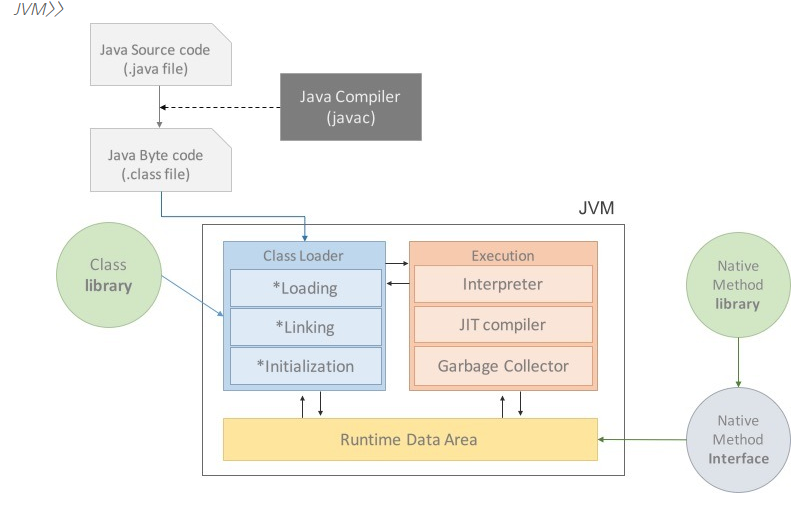 JVM>>
Java Source code
(.java file)
Java Compiler
(javac)
Java Byte code
(.class file)
JVM
Class
library
Class Loader
*Loading
*Linking
*Initialization
Execution
Interpreter
JIT compiler
Garbage Collector
Native
Method
library
Runtime Data Area
Native
Method
Interface